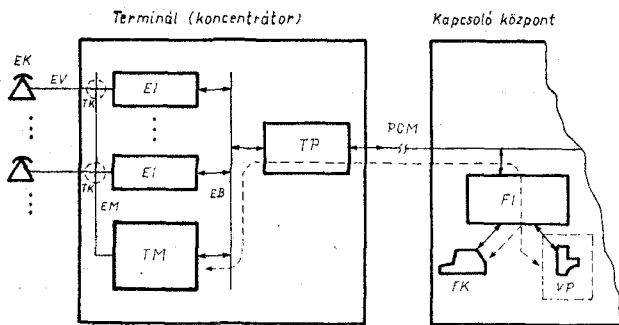 Terminál (koncentrátor)
Kapcsoló központ
EK
EV
TK
EI
TP
PCM
TK
EI
EM
EB
FI
TM
FK
VP